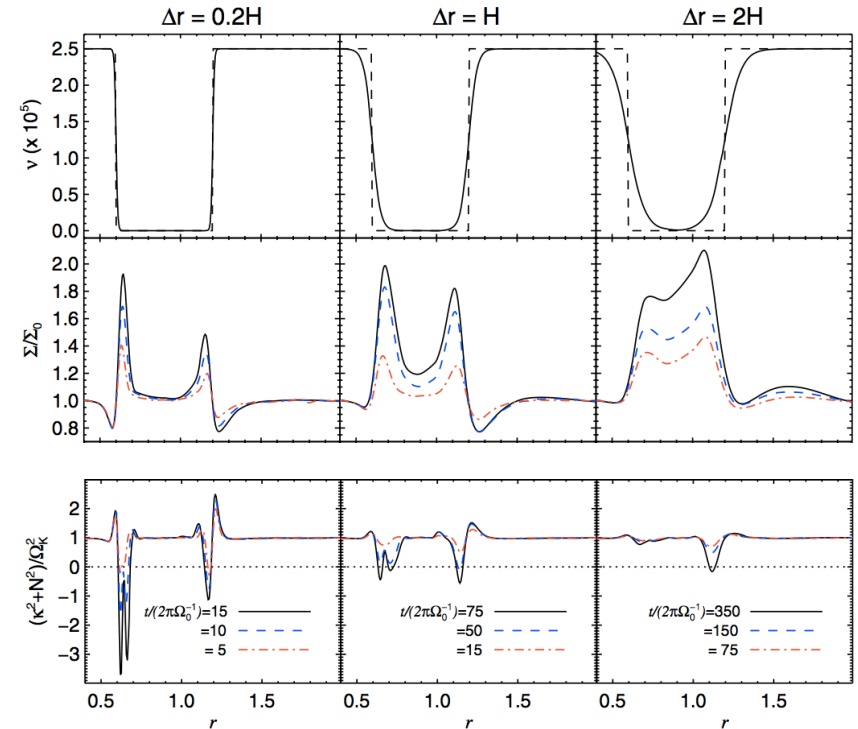 Δr = 0.2H Δr = H Δr = 2H
ν (x 10⁵)
2.5
2.0
1.5
1.0
0.5
0.0
Σ/Σ₀
2.0
1.8
1.6
1.4
1.2
1.0
0.8
(κ²+N²)/Ω²_K
2
1
0
-1
-2
-3
t/(2πΩ₀⁻¹)=15
=10
= 5
t/(2πΩ₀⁻¹)=75
=50
=15
t/(2πΩ₀⁻¹)=350
=150
= 75
0.5 1.0 1.5 0.5 1.0 1.5 0.5 1.0 1.5
r r r